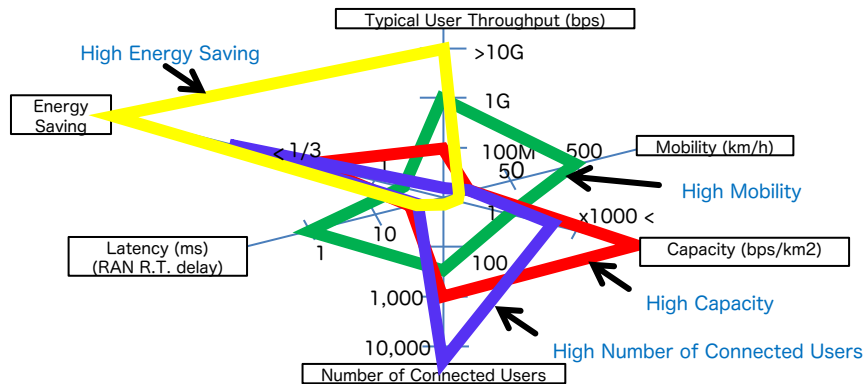 Typical User Throughput (bps)
High Energy Saving
>10G
Energy
Saving
1G
< 1/3
1
100M
500
Mobility (km/h)
50
High Mobility
1
x1000 <
10
Latency (ms)
(RAN R.T. delay)
1
100
Capacity (bps/km2)
1,000
High Capacity
10,000
High Number of Connected Users
Number of Connected Users